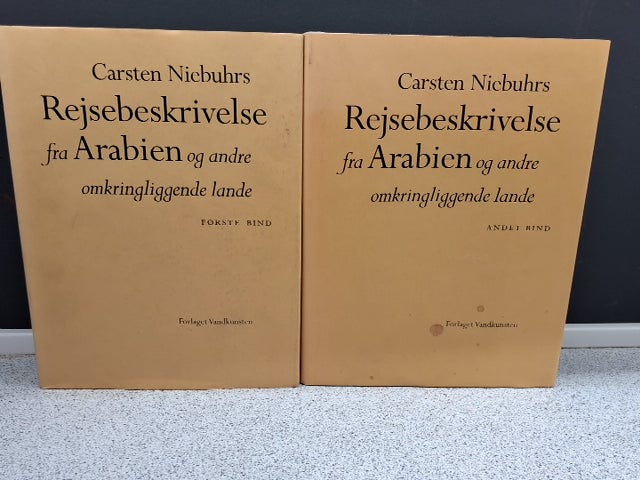 Carsten Niebuhrs
Rejsebeskrivelse
fra Arabien og andre
omkringliggende lande
FØRSTE BIND
Forlaget Vandkunsten
Carsten Niebuhrs
Rejsebeskrivelse
fra Arabien og andre
omkringliggende lande
ANDET BIND
Forlaget Vandkunsten